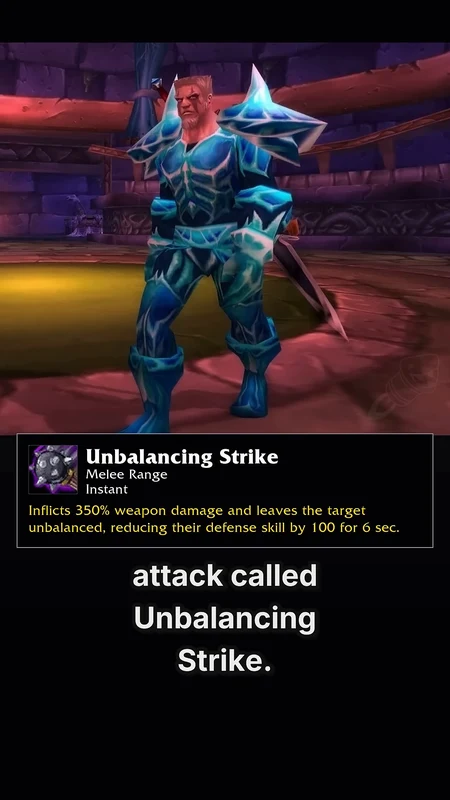 Unbalancing Strike
Melee Range
Instant
Inflicts 350% weapon damage and leaves the target
unbalanced, reducing their defense skill by 100 for 6 sec.
attack called
Unbalancing
Strike.